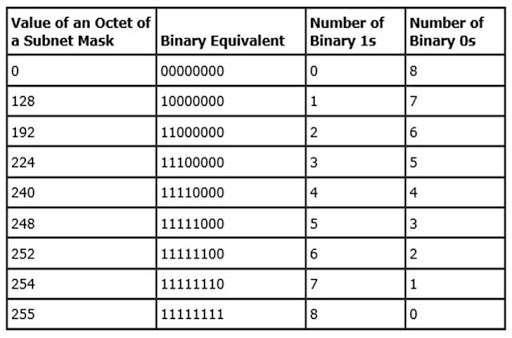 Value of an Octet of a Subnet Mask Binary Equivalent Number of Binary 1s Number of Binary 0s
0 00000000 0 8
128 10000000 1 7
192 11000000 2 6
224 11100000 3 5
240 11110000 4 4
248 11111000 5 3
252 11111100 6 2
254 11111110 7 1
255 11111111 8 0